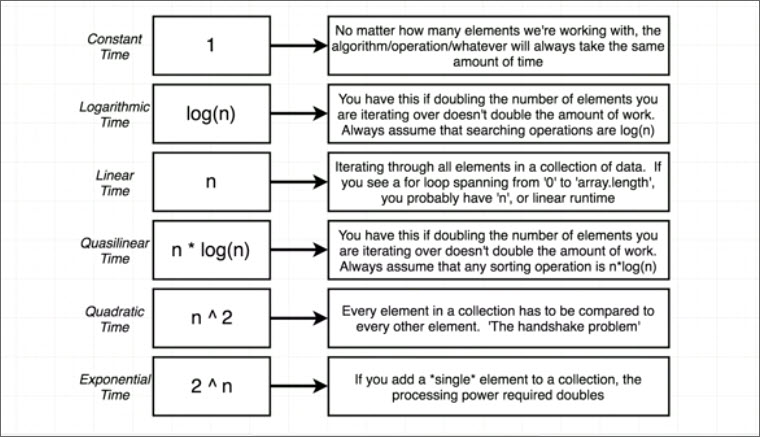 Constant
Time
1
No matter how many elements we're working with, the
algorithm/operation/whatever will always take the same
amount of time
Logarithmic
Time
log(n)
You have this if doubling the number of elements you
are iterating over doesn't double the amount of work.
Always assume that searching operations are log(n)
Linear
Time
n
Iterating through all elements in a collection of data.  If
you see a for loop spanning from '0' to 'array.length',
you probably have 'n', or linear runtime
Quasilinear
Time
n * log(n)
You have this if doubling the number of elements you
are iterating over doesn't double the amount of work.
Always assume that any sorting operation is n*log(n)
Quadratic
Time
n ^ 2
Every element in a collection has to be compared to
every other element.  'The handshake problem'
Exponential
Time
2 ^ n
If you add a *single* element to a collection, the
processing power required doubles